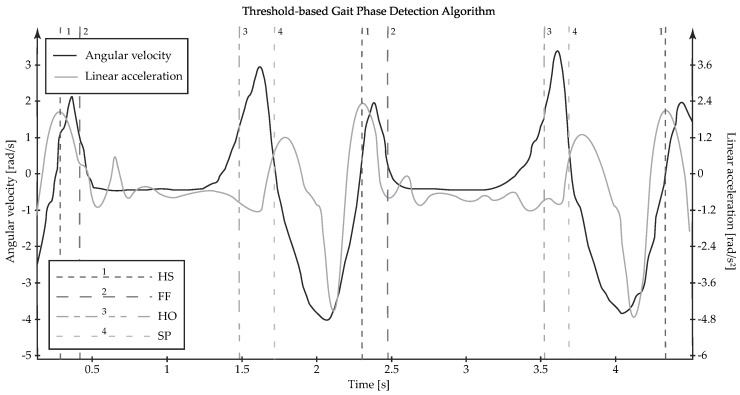 Threshold-based Gait Phase Detection Algorithm
1 2 3 4 1 2 3 4 1
Angular velocity
Linear acceleration
3
2
1
0
-1
-2
-3
-4
-5
Angular velocity [rad/s]
3.6
2.4
1.2
0
-1.2
-2.4
-3.6
-4.8
-6
Linear acceleration [rad/s²]
1 HS
2 FF
3 HO
4 SP
0.5 1 1.5 2 2.5 3 3.5 4 4.5
Time [s]